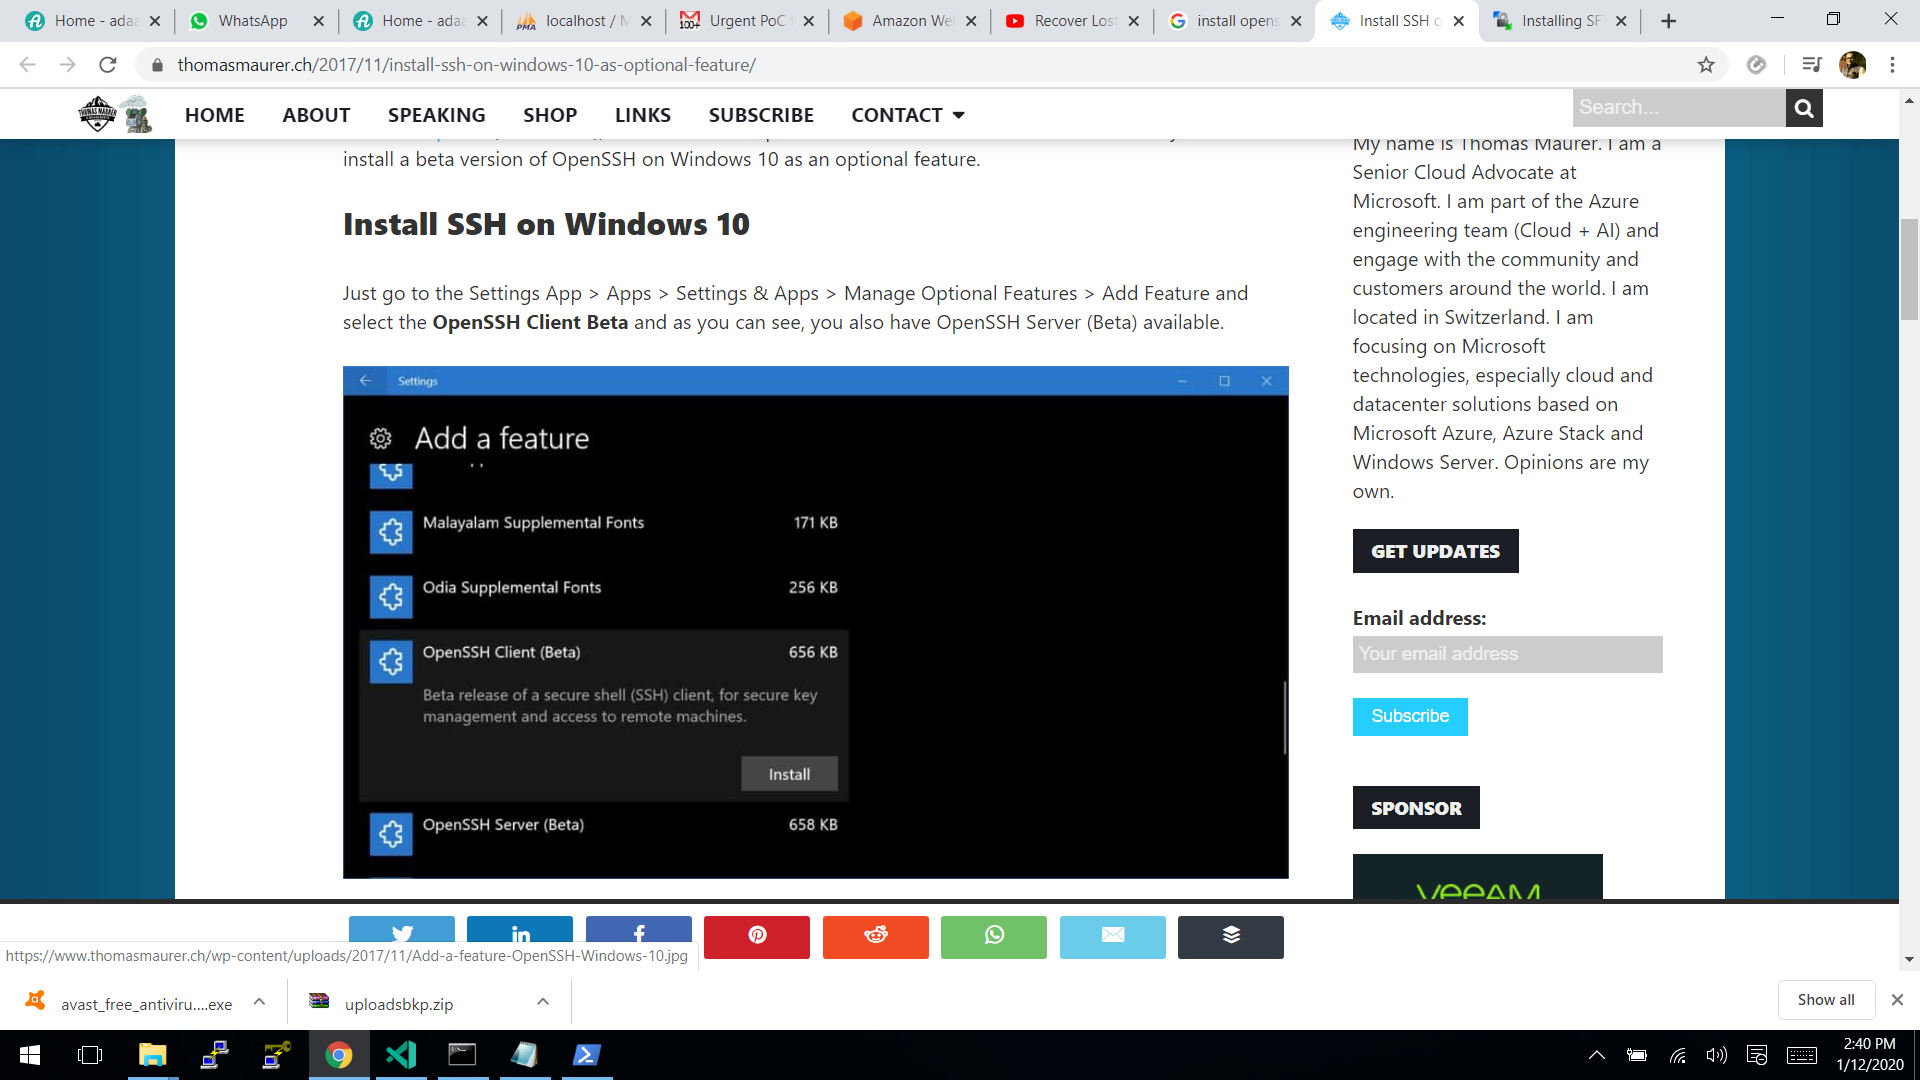 Home - adaa
WhatsApp
Home - adaa
localhost / M
Urgent PoC
Amazon We
Recover Lost
install opens
Install SSH o
Installing SF
thomasmaurer.ch/2017/11/install-ssh-on-windows-10-as-optional-feature/
THOMAS MAURER
HOME
ABOUT
SPEAKING
SHOP
LINKS
SUBSCRIBE
CONTACT
Search...
install a beta version of OpenSSH on Windows 10 as an optional feature.
Install SSH on Windows 10
Just go to the Settings App > Apps > Settings & Apps > Manage Optional Features > Add Feature and
select the OpenSSH Client Beta and as you can see, you also have OpenSSH Server (Beta) available.
Settings
Add a feature
Malayalam Supplemental Fonts 171 KB
Odia Supplemental Fonts 256 KB
OpenSSH Client (Beta) 656 KB
Beta release of a secure shell (SSH) client, for secure key
management and access to remote machines.
Install
OpenSSH Server (Beta) 658 KB
My name is Thomas Maurer. I am a
Senior Cloud Advocate at
Microsoft. I am part of the Azure
engineering team (Cloud + AI) and
engage with the community and
customers around the world. I am
located in Switzerland. I am
focusing on Microsoft
technologies, especially cloud and
datacenter solutions based on
Microsoft Azure, Azure Stack and
Windows Server. Opinions are my
own.
GET UPDATES
Email address:
Your email address
Subscribe
SPONSOR
VEEAM
https://www.thomasmaurer.ch/wp-content/uploads/2017/11/Add-a-feature-OpenSSH-Windows-10.jpg
avast_free_antiviru....exe
uploadsbkp.zip
Show all
2:40 PM
1/12/2020